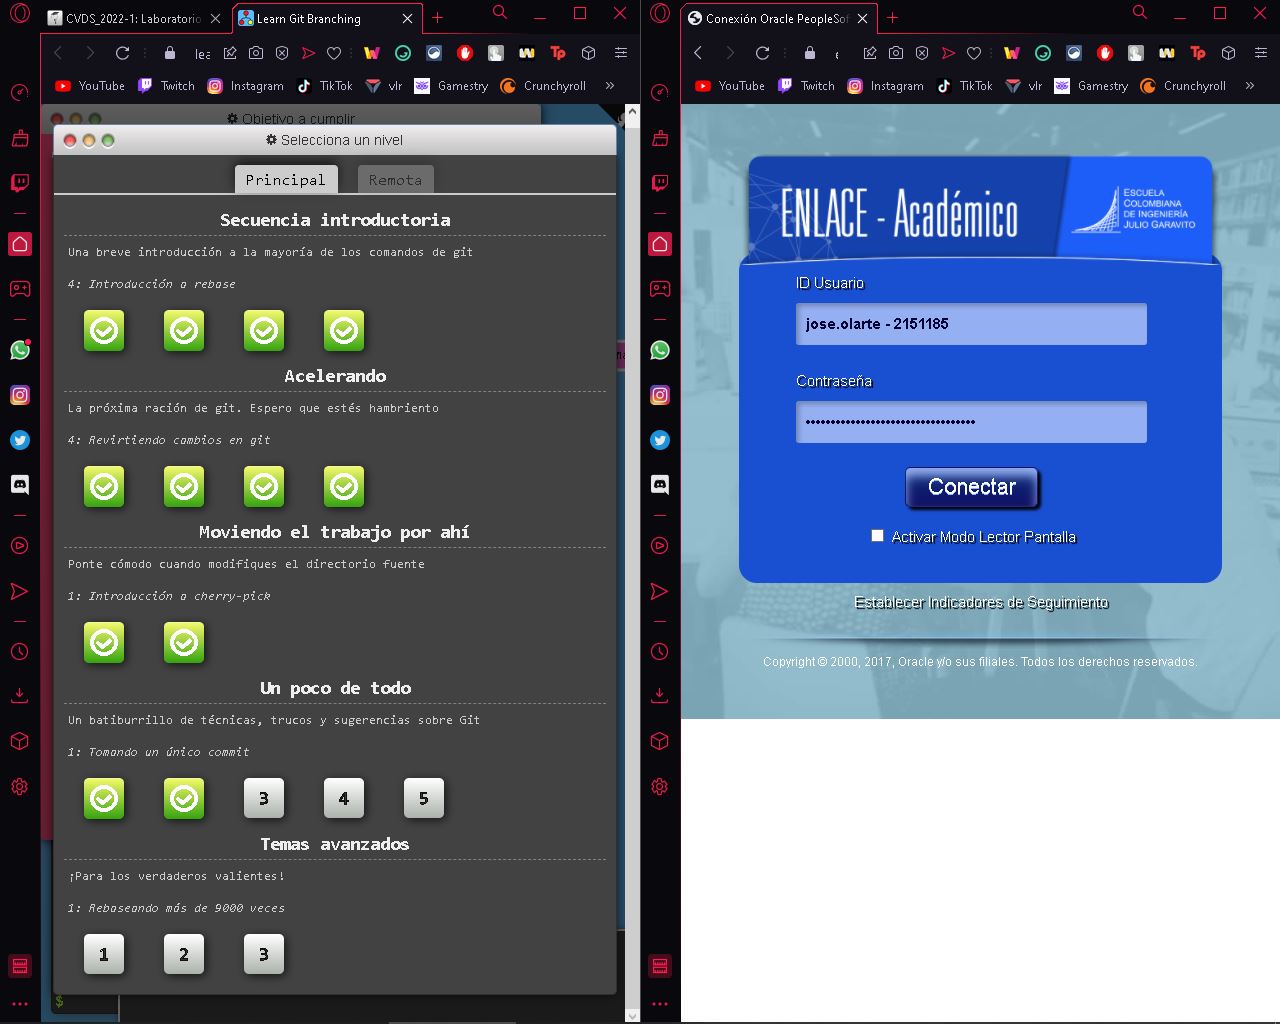 CVDS_2022-1: Laboratorio
Learn Git Branching
YouTube
Twitch
Instagram
TikTok
vlr
Gamestry
Crunchyroll
Objetivo a cumplir
Selecciona un nivel
Principal
Remota
Secuencia introductoria
Una breve introducción a la mayoría de los comandos de git
4: Introducción a rebase
Acelerando
La próxima ración de git. Espero que estés hambriento
4: Revirtiendo cambios en git
Moviendo el trabajo por ahí
Ponte cómodo cuando modifiques el directorio fuente
1: Introducción a cherry-pick
Un poco de todo
Un batiburrillo de técnicas, trucos y sugerencias sobre Git
1: Tomando un único commit
3 4 5
Temas avanzados
¡Para los verdaderos valientes!
1: Rebaseando más de 9000 veces
1 2 3
$
Conexión Oracle PeopleSof
YouTube
Twitch
Instagram
TikTok
vlr
Gamestry
Crunchyroll
ENLACE - Académico
ESCUELA
COLOMBIANA
DE INGENIERÍA
JULIO GARAVITO
ID Usuario
jose.olarte - 2151185
Contraseña
Conectar
Activar Modo Lector Pantalla
Establecer Indicadores de Seguimiento
Copyright © 2000, 2017, Oracle y/o sus filiales. Todos los derechos reservados.